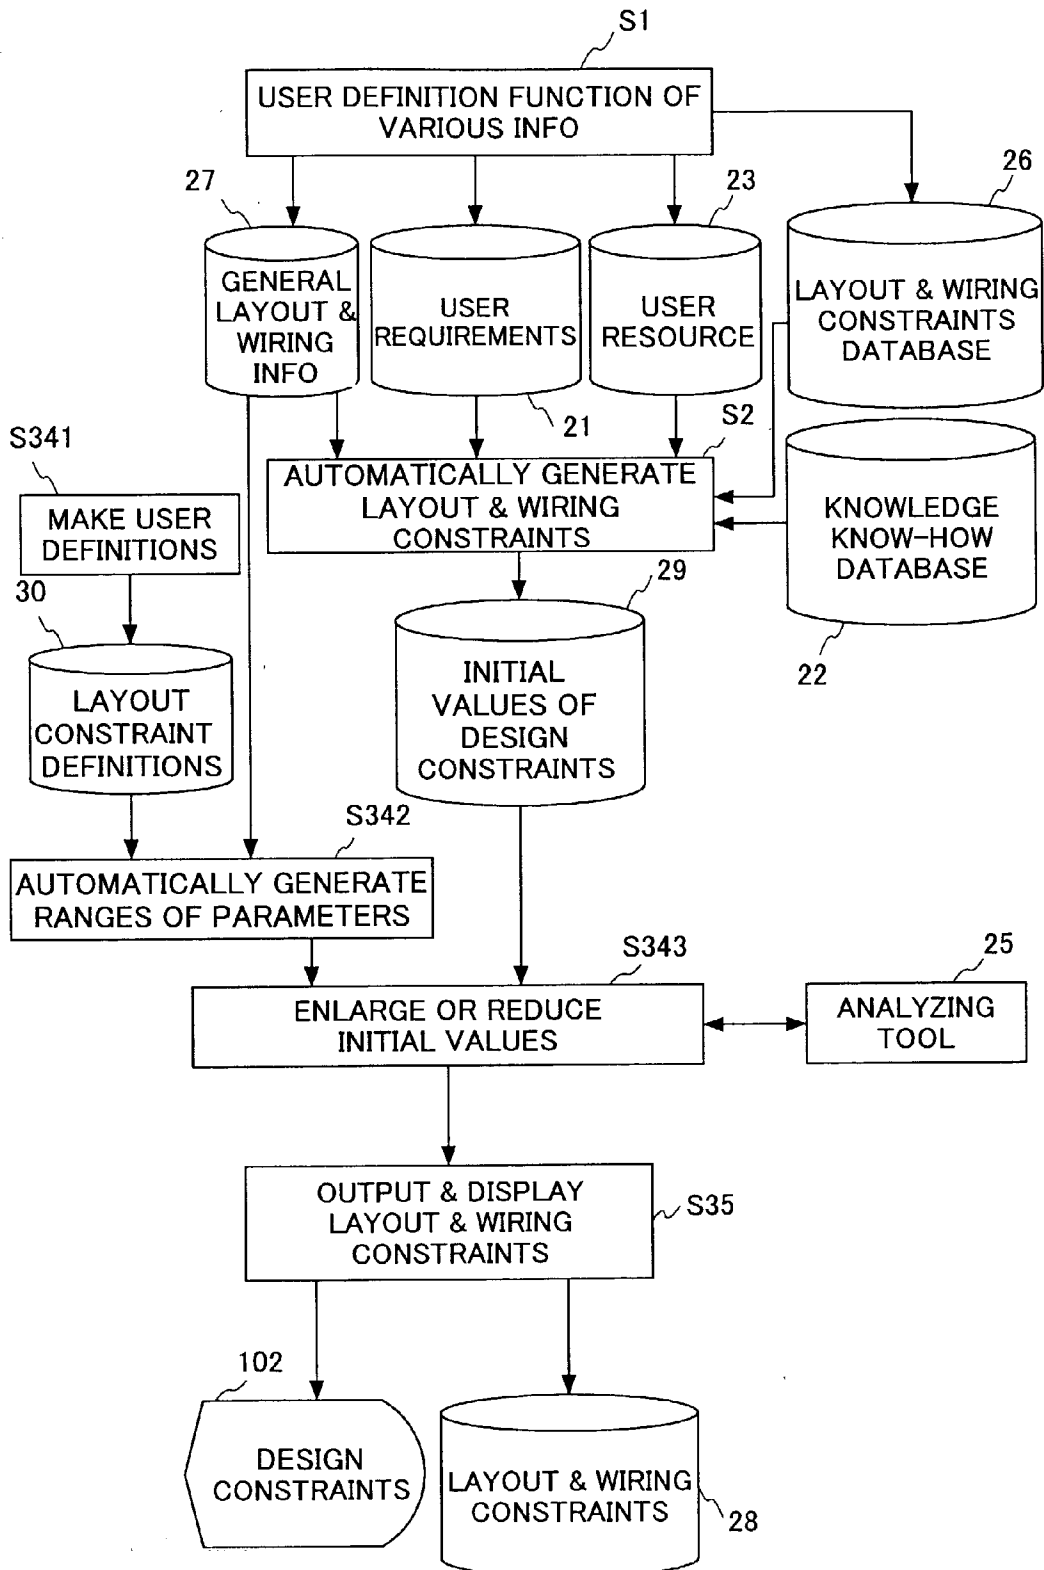 S1
USER DEFINITION FUNCTION OF
VARIOUS INFO
27
23
26
GENERAL
LAYOUT &
WIRING
INFO
USER
REQUIREMENTS
USER
RESOURCE
LAYOUT & WIRING
CONSTRAINTS
DATABASE
21
S2
S341
MAKE USER
DEFINITIONS
AUTOMATICALLY GENERATE
LAYOUT & WIRING
CONSTRAINTS
KNOWLEDGE
KNOW-HOW
DATABASE
30
29
22
LAYOUT
CONSTRAINT
DEFINITIONS
INITIAL
VALUES OF
DESIGN
CONSTRAINTS
S342
AUTOMATICALLY GENERATE
RANGES OF PARAMETERS
S343
25
ENLARGE OR REDUCE
INITIAL VALUES
ANALYZING
TOOL
OUTPUT & DISPLAY
LAYOUT & WIRING
CONSTRAINTS
S35
102
DESIGN
CONSTRAINTS
LAYOUT & WIRING
CONSTRAINTS
28